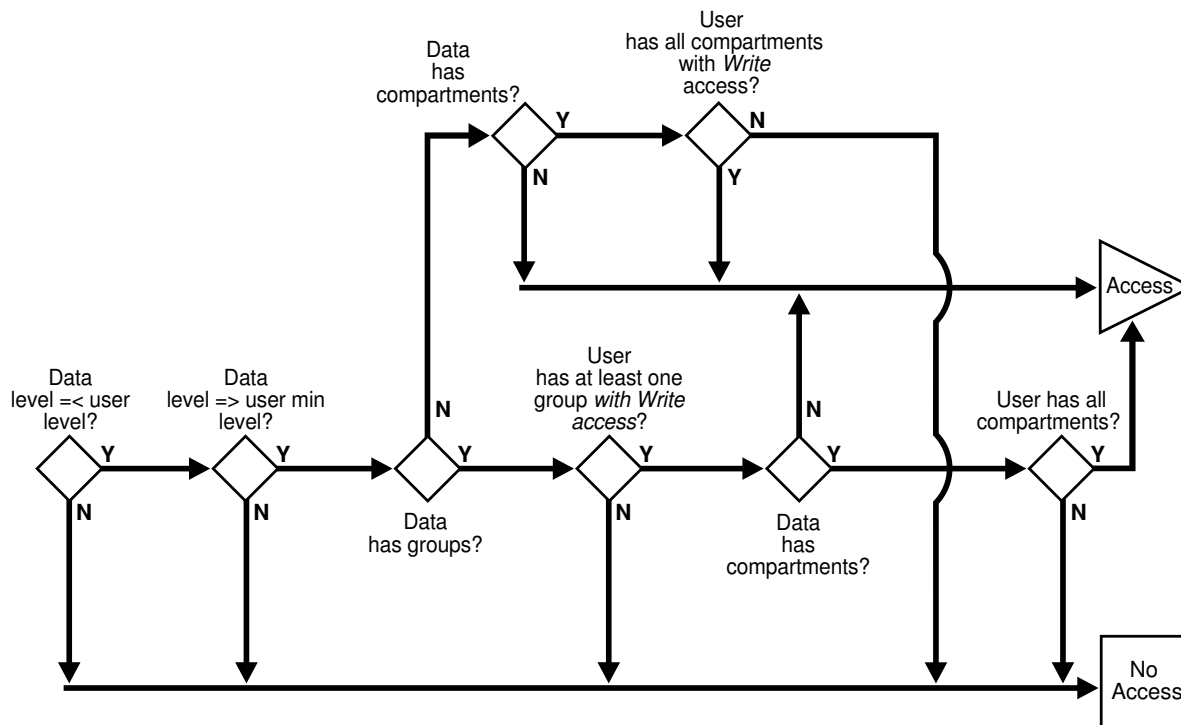 User
has all compartments
with Write
access?
Data
has
compartments?
Y
N
N
Y
Access
User
has at least one
group with Write
access?
Data
level =< user
level?
Data
level => user min
level?
User has all
compartments?
N
N
Y
Y
Y
Y
Y
Y
N
N
N
N
Data
has groups?
Data
has
compartments?
No
Access